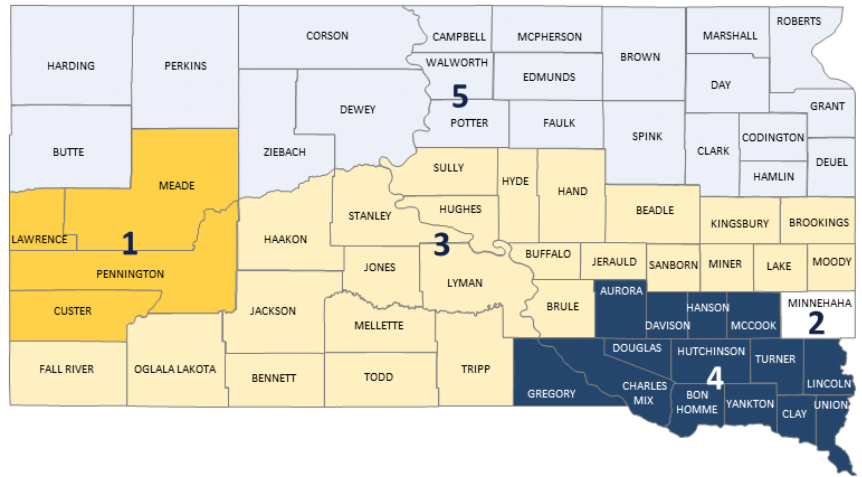 ROBERTS
CORSON
CAMPBELL
MCPHERSON
MARSHALL
HARDING
PERKINS
BROWN
WALWORTH
EDMUNDS
DAY
5
DEWEY
GRANT
POTTER
FAULK
SPINK
CODINGTON
BUTTE
ZIEBACH
CLARK
DEUEL
HAMLIN
SULLY
MEADE
HYDE
HAND
STANLEY
HUGHES
BEADLE
KINGSBURY
BROOKINGS
LAWRENCE
1
HAAKON
3
BUFFALO
JERAULD
SANBORN
MINER
LAKE
MOODY
PENNINGTON
JONES
LYMAN
AURORA
MINNEHAHA
CUSTER
JACKSON
BRULE
HANSON
2
MELLETTE
DAVISON
MCCOOK
DOUGLAS
HUTCHINSON
TURNER
FALL RIVER
OGLALA LAKOTA
BENNETT
TODD
TRIPP
4
GREGORY
CHARLES
MIX
LINCOLN
BON
HOMME
YANKTON
CLAY
UNION